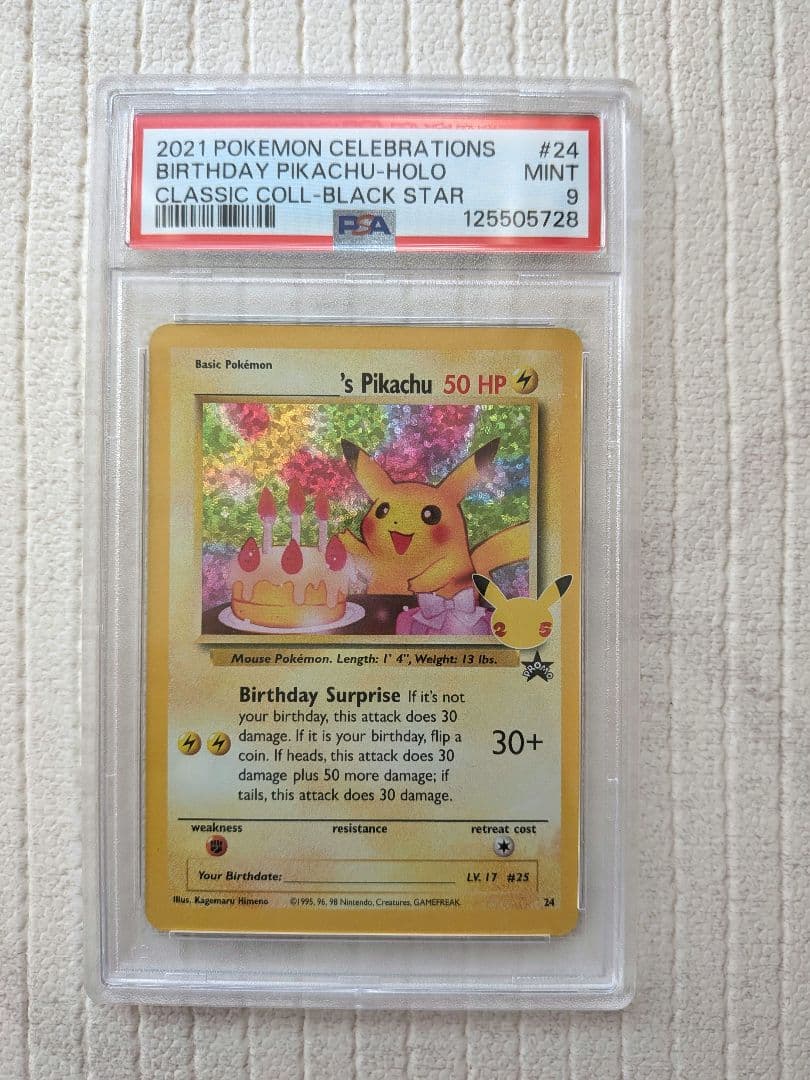 2021 POKEMON CELEBRATIONS #24
BIRTHDAY PIKACHU-HOLO MINT
CLASSIC COLL-BLACK STAR 9
PSA 125505728
Basic Pokémon
____________'s Pikachu 50 HP
25
PROMO
Mouse Pokémon. Length: 1' 4", Weight: 13 lbs.
Birthday Surprise If it's not
your birthday, this attack does 30
damage. If it is your birthday, flip a
coin. If heads, this attack does 30
damage plus 50 more damage; if
tails, this attack does 30 damage.
30+
weakness resistance retreat cost
Your Birthdate:____________ LV. 17 #25
Illus. Kagemaru Himeno ©1995, 96, 98 Nintendo, Creatures, GAMEFREAK. 24